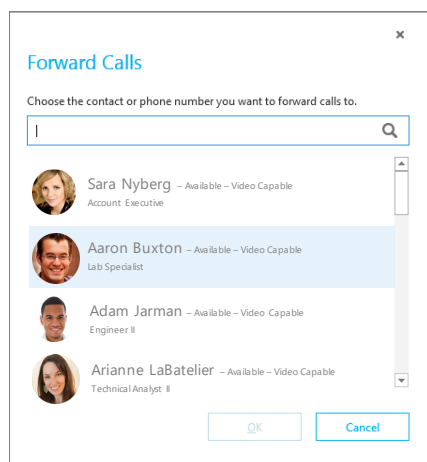 Forward Calls
Choose the contact or phone number you want to forward calls to.
Sara Nyberg – Available – Video Capable
Account Executive
Aaron Buxton – Available – Video Capable
Lab Specialist
Adam Jarman – Available – Video Capable
Engineer II
Arianne LaBatelier – Available – Video Capable
Technical Analyst II
OK Cancel